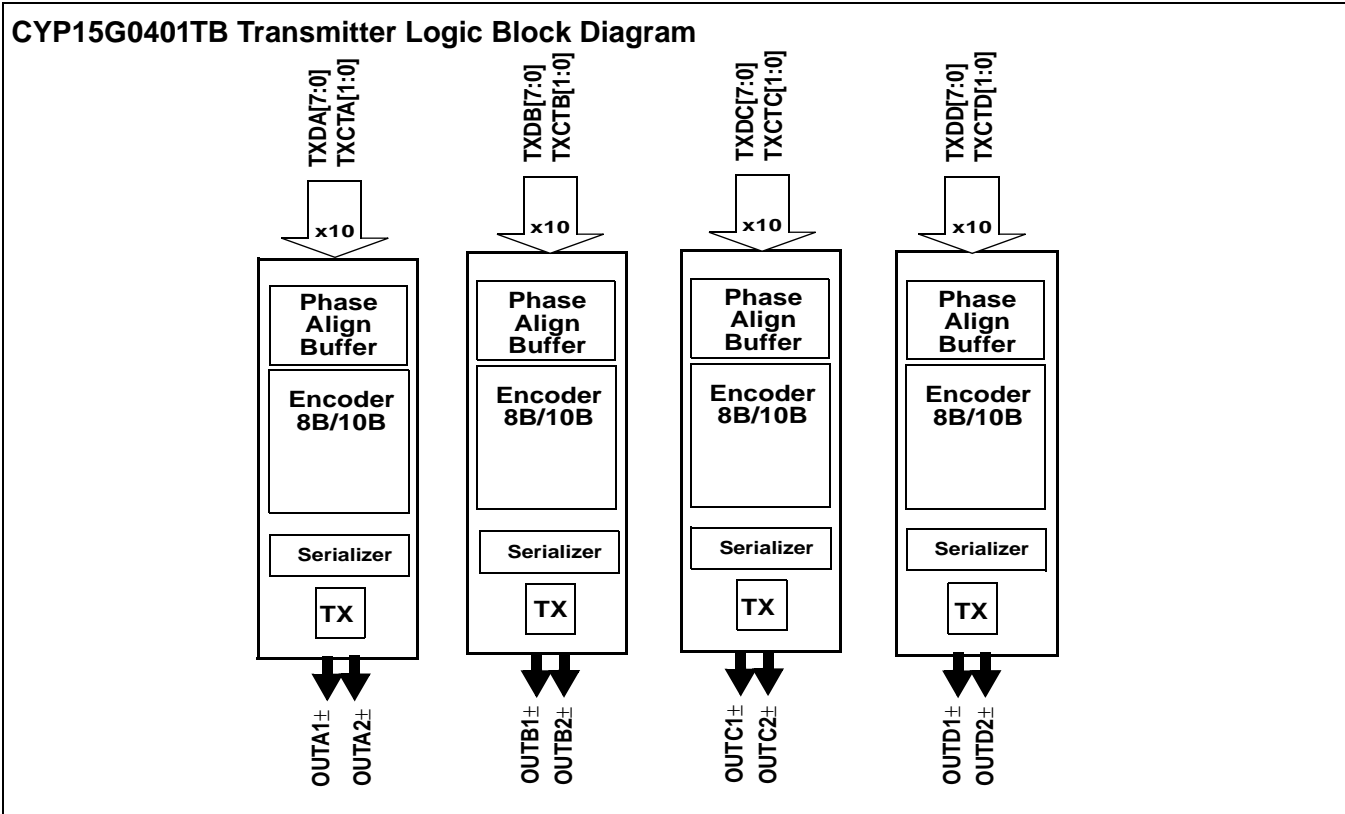 CYP15G0401TB Transmitter Logic Block Diagram
TXDA[7:0]
TXCTA[1:0]
TXDB[7:0]
TXCTB[1:0]
TXDC[7:0]
TXCTC[1:0]
TXDD[7:0]
TXCTD[1:0]
x10
x10
x10
x10
Phase
Align
Buffer
Phase
Align
Buffer
Phase
Align
Buffer
Phase
Align
Buffer
Encoder
8B/10B
Encoder
8B/10B
Encoder
8B/10B
Encoder
8B/10B
Serializer
Serializer
Serializer
Serializer
TX
TX
TX
TX
OUTA1±
OUTA2±
OUTB1±
OUTB2±
OUTC1±
OUTC2±
OUTD1±
OUTD2±